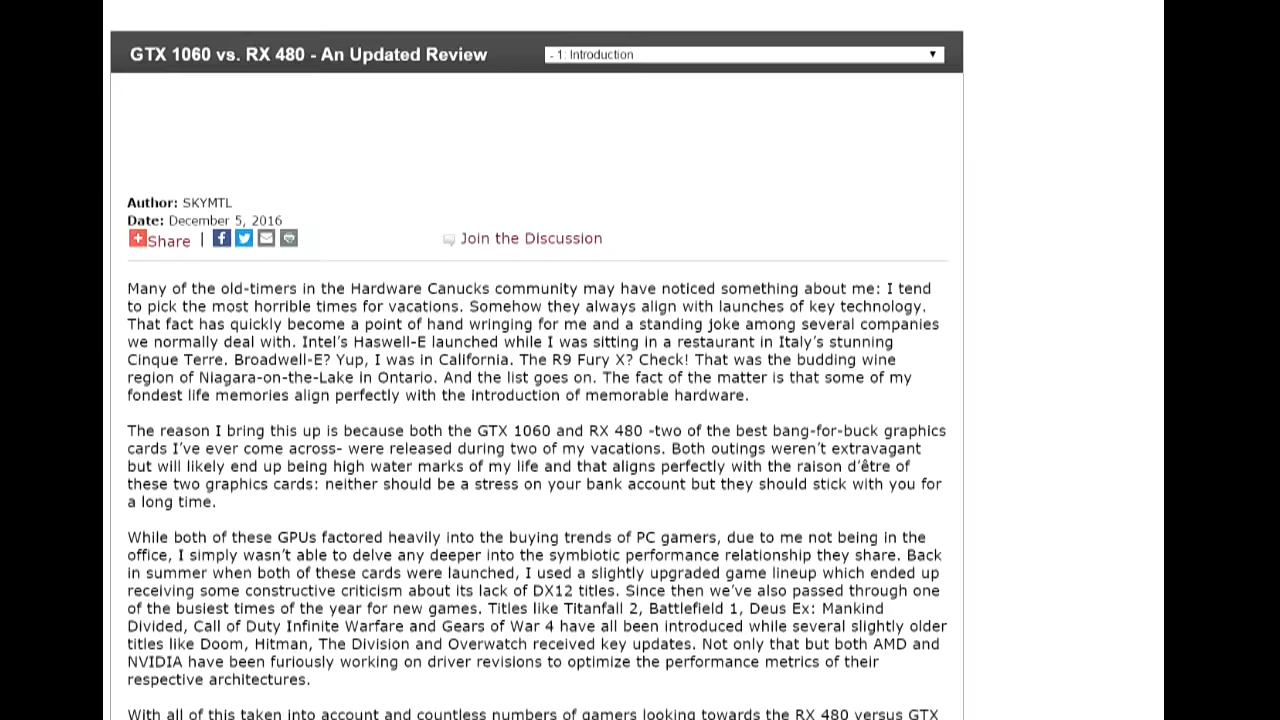 GTX 1060 vs. RX 480 - An Updated Review
- 1: Introduction
Author: SKYMTL
Date: December 5, 2016
Share |
Join the Discussion
Many of the old-timers in the Hardware Canucks community may have noticed something about me: I tend
to pick the most horrible times for vacations. Somehow they always align with launches of key technology.
That fact has quickly become a point of hand wringing for me and a standing joke among several companies
we normally deal with. Intel's Haswell-E launched while I was sitting in a restaurant in Italy's stunning
Cinque Terre. Broadwell-E? Yup, I was in California. The R9 Fury X? Check! That was the budding wine
region of Niagara-on-the-Lake in Ontario. And the list goes on. The fact of the matter is that some of my
fondest life memories align perfectly with the introduction of memorable hardware.
The reason I bring this up is because both the GTX 1060 and RX 480 -two of the best bang-for-buck graphics
cards I've ever come across- were released during two of my vacations. Both outings weren't extravagant
but will likely end up being high water marks of my life and that aligns perfectly with the raison d'être of
these two graphics cards: neither should be a stress on your bank account but they should stick with you for
a long time.
While both of these GPUs factored heavily into the buying trends of PC gamers, due to me not being in the
office, I simply wasn't able to delve any deeper into the symbiotic performance relationship they share. Back
in summer when both of these cards were launched, I used a slightly upgraded game lineup which ended up
receiving some constructive criticism about its lack of DX12 titles. Since then we've also passed through one
of the busiest times of the year for new games. Titles like Titanfall 2, Battlefield 1, Deus Ex: Mankind
Divided, Call of Duty Infinite Warfare and Gears of War 4 have all been introduced while several slightly older
titles like Doom, Hitman, The Division and Overwatch received key updates. Not only that but both AMD and
NVIDIA have been furiously working on driver revisions to optimize the performance metrics of their
respective architectures.
With all of this taken into account and countless numbers of gamers looking towards the RX 480 versus GTX